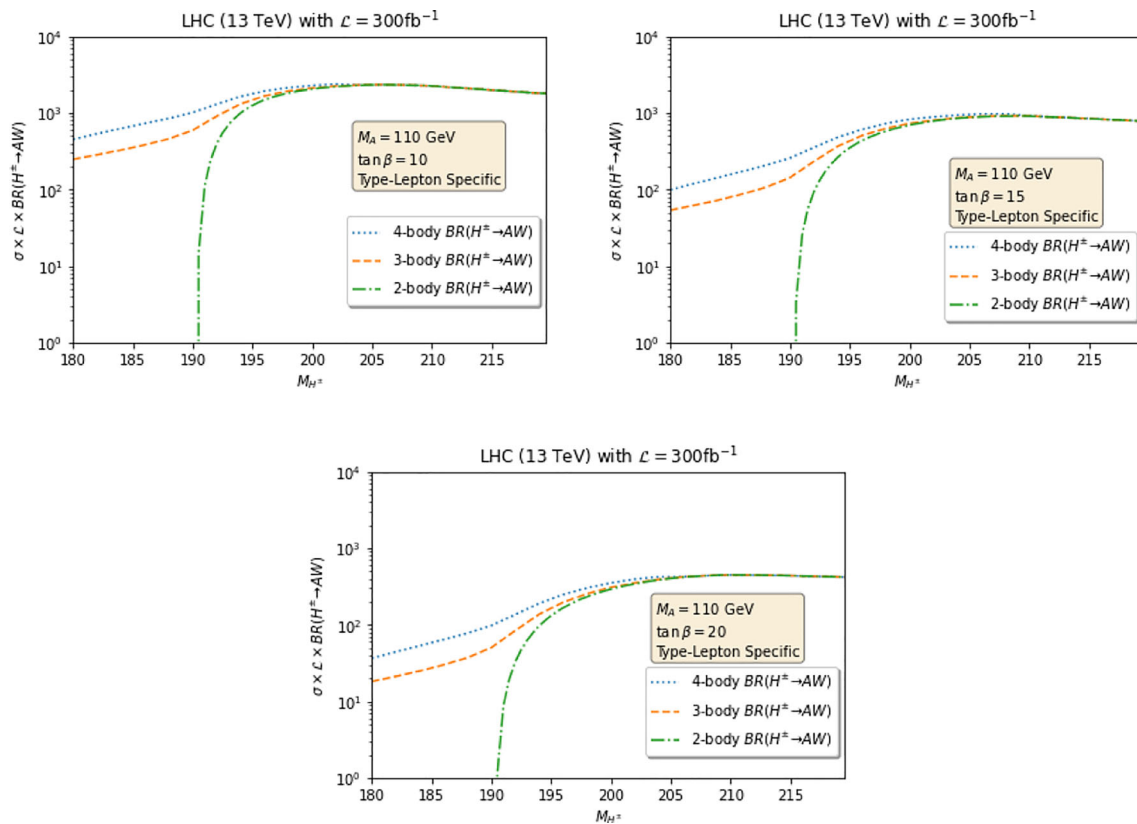 LHC (13 TeV) with ℒ = 300fb⁻¹
10⁴
10³
10²
10¹
10⁰
σ × ℒ × BR(H± → AW)
M_A = 110 GeV
tan β = 10
Type-Lepton Specific
4-body BR(H± → AW)
3-body BR(H± → AW)
2-body BR(H± → AW)
180 185 190 195 200 205 210 215
M_H±
LHC (13 TeV) with ℒ = 300fb⁻¹
10⁴
10³
10²
10¹
10⁰
σ × ℒ × BR(H± → AW)
M_A = 110 GeV
tan β = 15
Type-Lepton Specific
4-body BR(H± → AW)
3-body BR(H± → AW)
2-body BR(H± → AW)
180 185 190 195 200 205 210 215
M_H±
LHC (13 TeV) with ℒ = 300fb⁻¹
10⁴
10³
10²
10¹
10⁰
σ × ℒ × BR(H± → AW)
M_A = 110 GeV
tan β = 20
Type-Lepton Specific
4-body BR(H± → AW)
3-body BR(H± → AW)
2-body BR(H± → AW)
180 185 190 195 200 205 210 215
M_H±